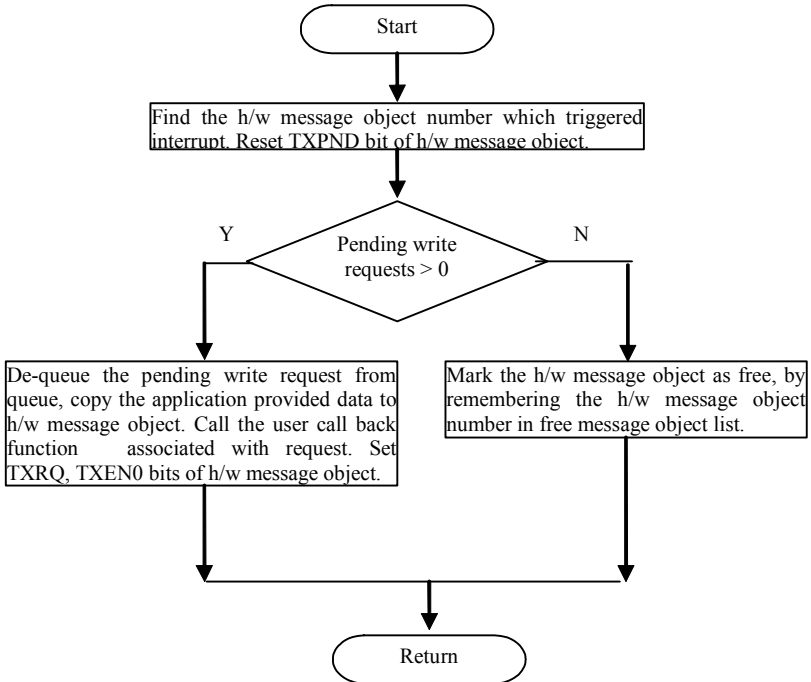 Start
Find the h/w message object number which triggered
interrupt. Reset TXPND bit of h/w message object.
Y
N
Pending write
requests > 0
De-queue the pending write request from
queue, copy the application provided data to
h/w message object. Call the user call back
function associated with request. Set
TXRQ, TXEN0 bits of h/w message object.
Mark the h/w message object as free, by
remembering the h/w message object
number in free message object list.
Return